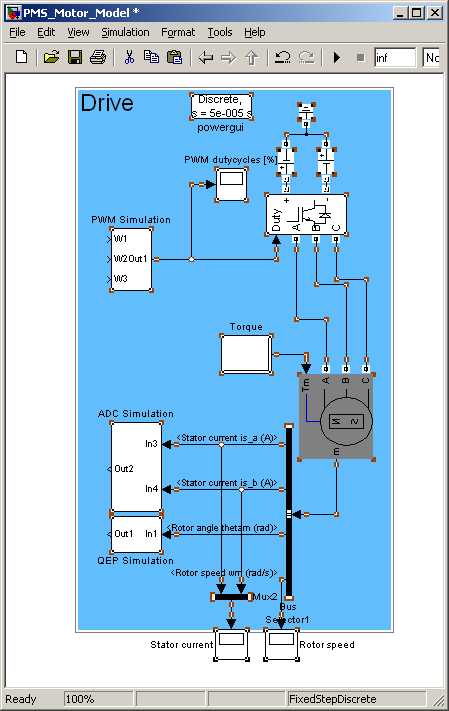 PMS_Motor_Model *
File Edit View Simulation Format Tools Help
inf
No
Drive
Discrete,
s = 5e-005 s
powergui
PWM dutycycles [%]
PWM Simulation
W1
W2 Out1
W3
Duty
+
-
A
B
C
Torque
Tm
A
B
C
N
S
m
ADC Simulation
In3
Out2
In4
<Stator current is_a (A)>
<Stator current is_b (A)>
Out1
In1
<Rotor angle thetam (rad)>
QEP Simulation
<Rotor speed wm (rad/s)>
Mux2
Bus
Selector1
Stator current
Rotor speed
Ready
100%
FixedStepDiscrete